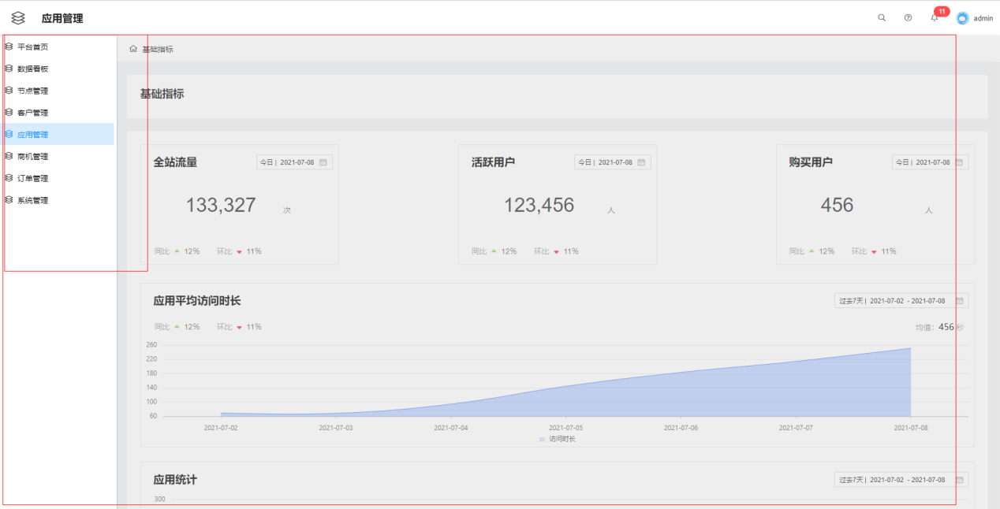 应用管理
11
admin
平台首页
数据看板
节点管理
客户管理
应用管理
商机管理
订单管理
系统管理
基础指标
基础指标
全站流量 今日 | 2021-07-08
133,327 次
同比 12% 环比 11%
活跃用户 今日 | 2021-07-08
123,456 人
同比 12% 环比 11%
购买用户 今日 | 2021-07-08
456 人
同比 12% 环比 11%
应用平均访问时长 过去7天 | 2021-07-02 - 2021-07-08
同比 12% 环比 11% 均值: 456 秒
260
220
180
140
100
60
2021-07-02 2021-07-03 2021-07-04 2021-07-05 2021-07-06 2021-07-07 2021-07-08
访问时长
应用统计 过去7天 | 2021-07-02 - 2021-07-08
300